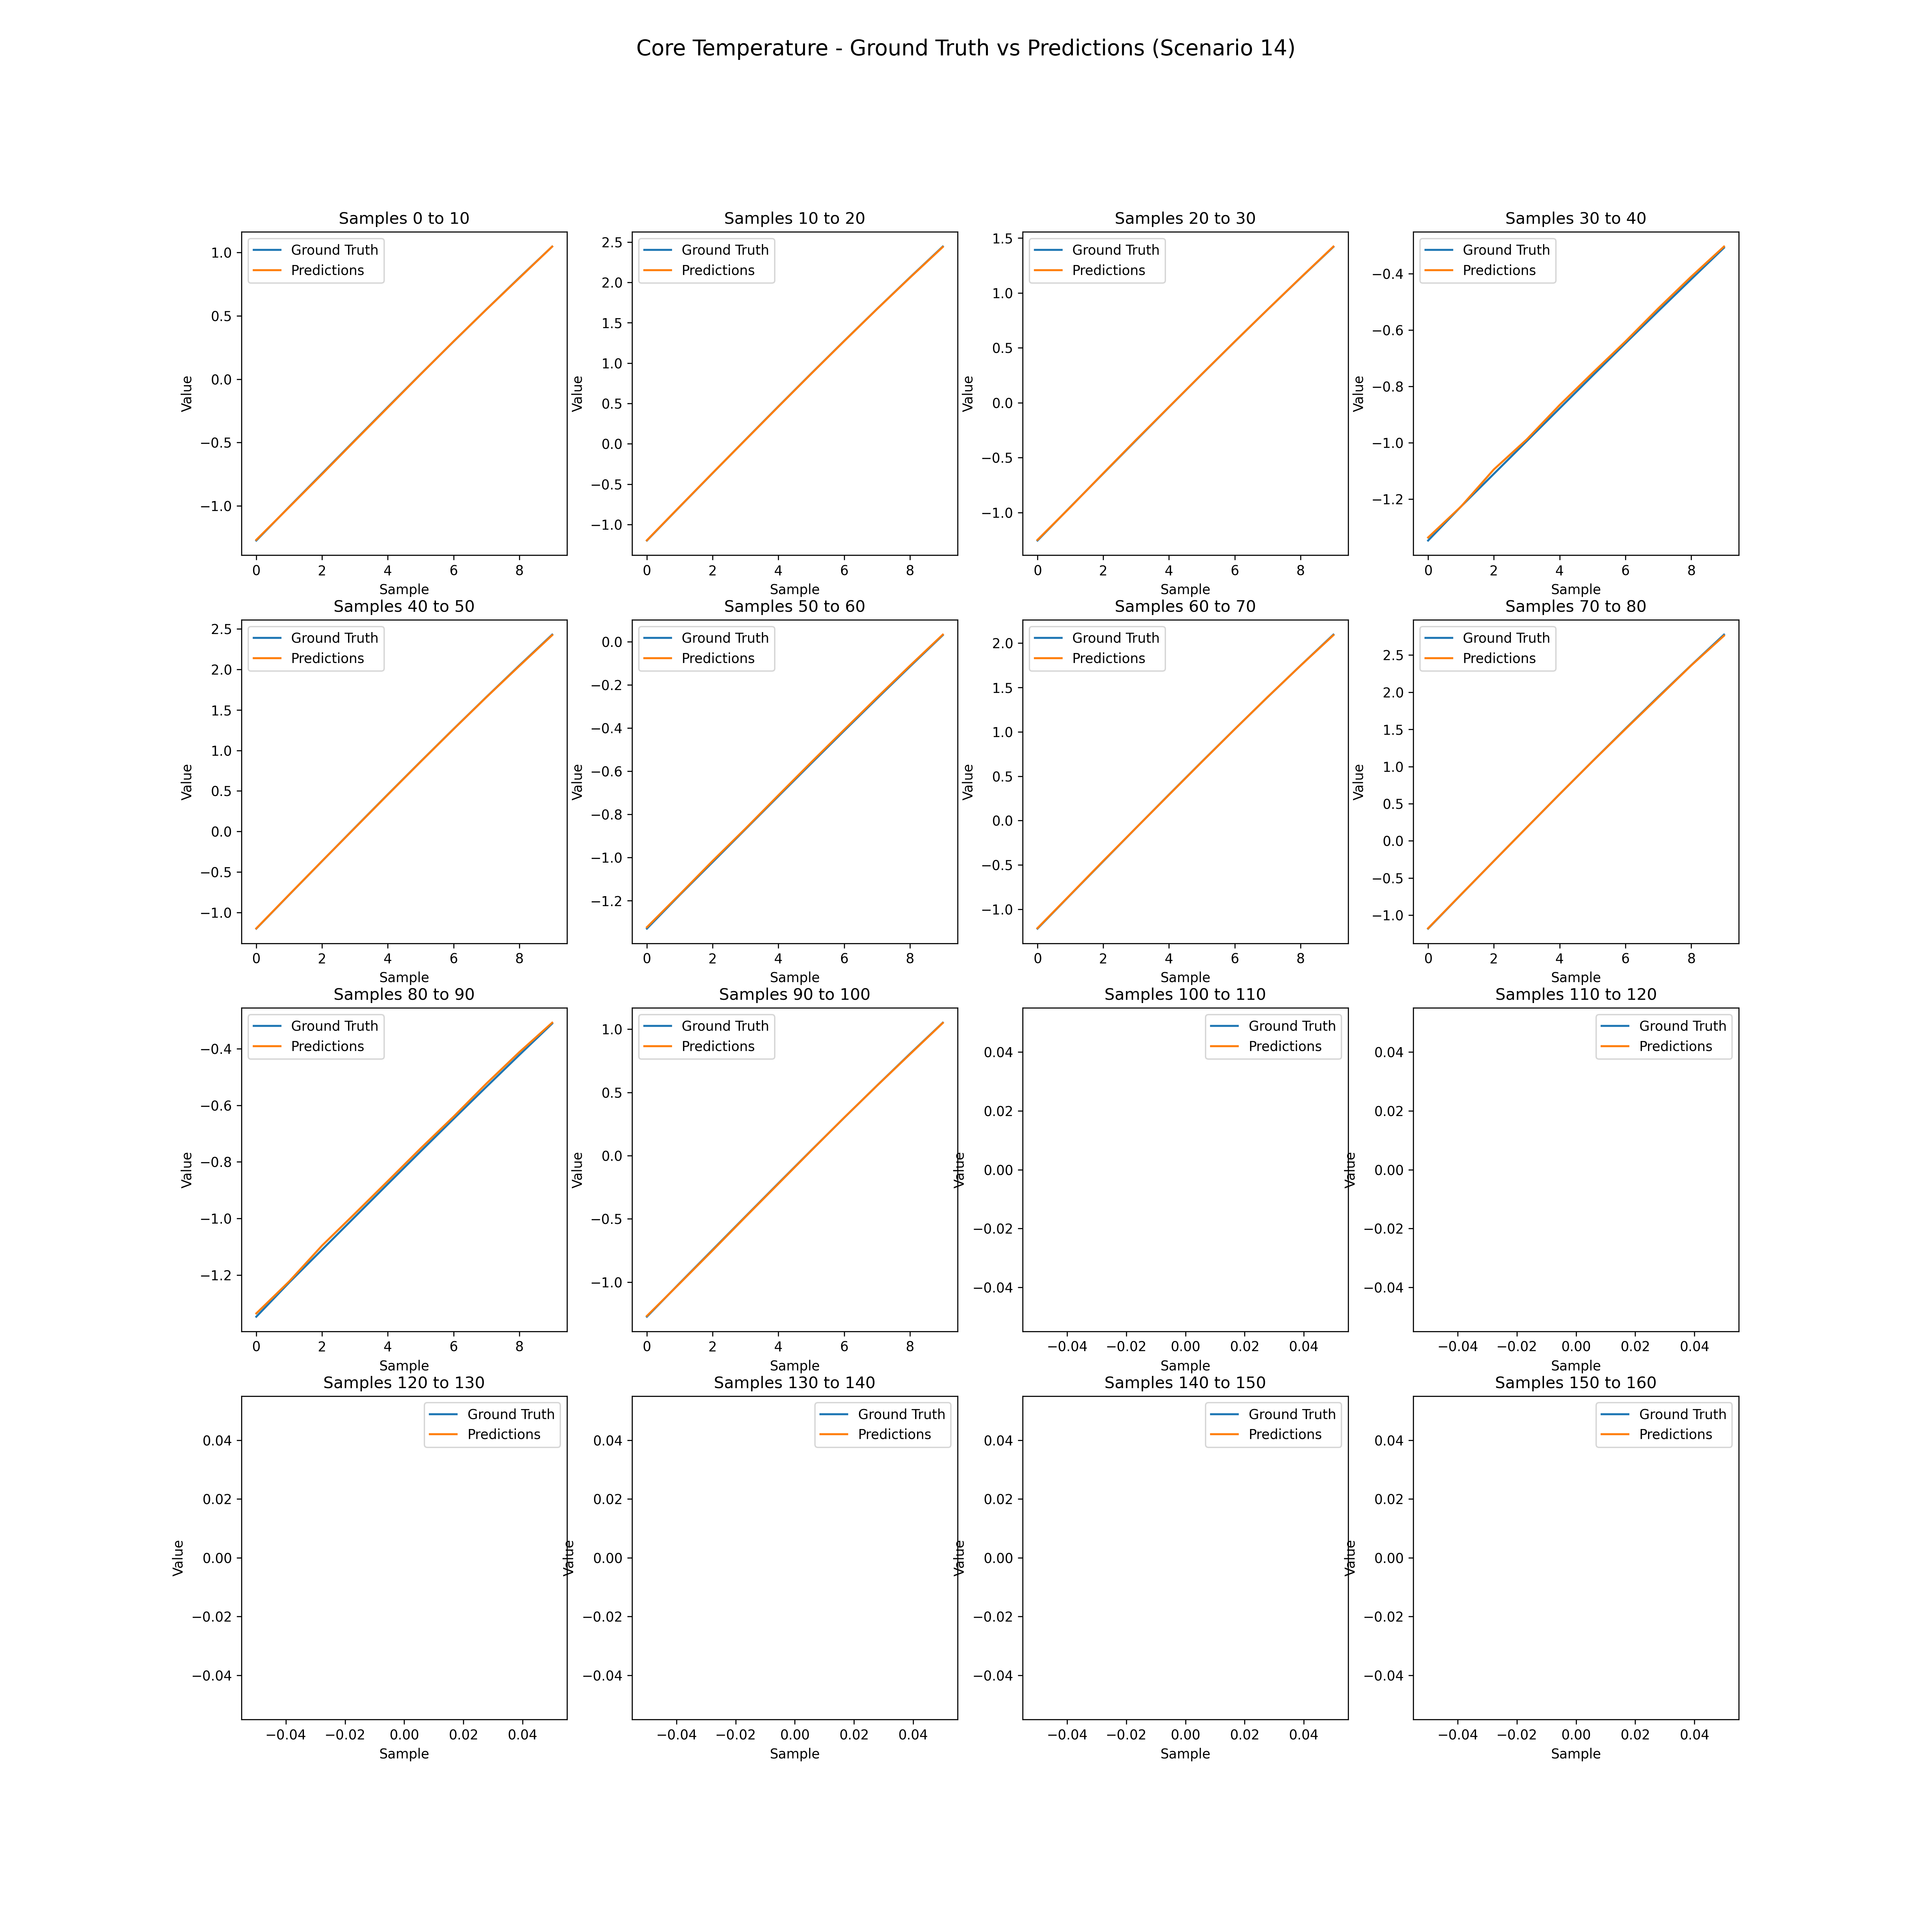 Core Temperature - Ground Truth vs Predictions (Scenario 14)
Samples 0 to 10
Ground Truth
Predictions
1.0
0.5
0.0
−0.5
−1.0
Value
0 2 4 6 8
Sample
Samples 10 to 20
Ground Truth
Predictions
2.5
2.0
1.5
1.0
0.5
0.0
−0.5
−1.0
Value
0 2 4 6 8
Sample
Samples 20 to 30
Ground Truth
Predictions
1.5
1.0
0.5
0.0
−0.5
−1.0
Value
0 2 4 6 8
Sample
Samples 30 to 40
Ground Truth
Predictions
−0.4
−0.6
−0.8
−1.0
−1.2
Value
0 2 4 6 8
Sample
Samples 40 to 50
Ground Truth
Predictions
2.5
2.0
1.5
1.0
0.5
0.0
−0.5
−1.0
Value
0 2 4 6 8
Sample
Samples 50 to 60
Ground Truth
Predictions
0.0
−0.2
−0.4
−0.6
−0.8
−1.0
−1.2
Value
0 2 4 6 8
Sample
Samples 60 to 70
Ground Truth
Predictions
2.0
1.5
1.0
0.5
0.0
−0.5
−1.0
Value
0 2 4 6 8
Sample
Samples 70 to 80
Ground Truth
Predictions
2.5
2.0
1.5
1.0
0.5
0.0
−0.5
−1.0
Value
0 2 4 6 8
Sample
Samples 80 to 90
Ground Truth
Predictions
−0.4
−0.6
−0.8
−1.0
−1.2
Value
0 2 4 6 8
Sample
Samples 90 to 100
Ground Truth
Predictions
1.0
0.5
0.0
−0.5
−1.0
Value
0 2 4 6 8
Sample
Samples 100 to 110
Ground Truth
Predictions
0.04
0.02
0.00
−0.02
−0.04
Value
−0.04 −0.02 0.00 0.02 0.04
Sample
Samples 110 to 120
Ground Truth
Predictions
0.04
0.02
0.00
−0.02
−0.04
Value
−0.04 −0.02 0.00 0.02 0.04
Sample
Samples 120 to 130
Ground Truth
Predictions
0.04
0.02
0.00
−0.02
−0.04
Value
−0.04 −0.02 0.00 0.02 0.04
Sample
Samples 130 to 140
Ground Truth
Predictions
0.04
0.02
0.00
−0.02
−0.04
Value
−0.04 −0.02 0.00 0.02 0.04
Sample
Samples 140 to 150
Ground Truth
Predictions
0.04
0.02
0.00
−0.02
−0.04
Value
−0.04 −0.02 0.00 0.02 0.04
Sample
Samples 150 to 160
Ground Truth
Predictions
0.04
0.02
0.00
−0.02
−0.04
Value
−0.04 −0.02 0.00 0.02 0.04
Sample